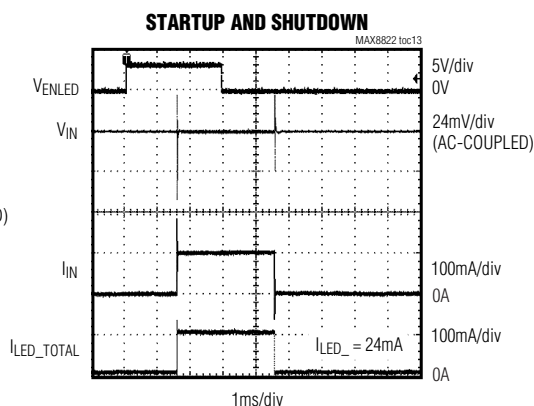 STARTUP AND SHUTDOWN
MAX8822 toc13
VENLED
5V/div
0V
VIN
24mV/div
(AC-COUPLED)
IIN
100mA/div
0A
ILED_TOTAL
ILED_ = 24mA
100mA/div
0A
1ms/div